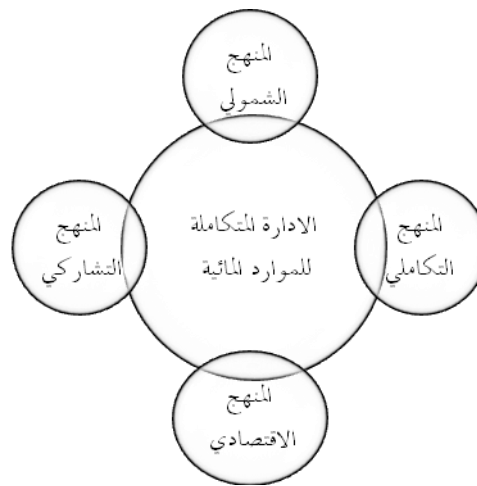 المنهج
الشمولي
المنهج
التكاملي
الادارة المتكاملة
للموارد المائية
المنهج
التشاركي
المنهج
الاقتصادي